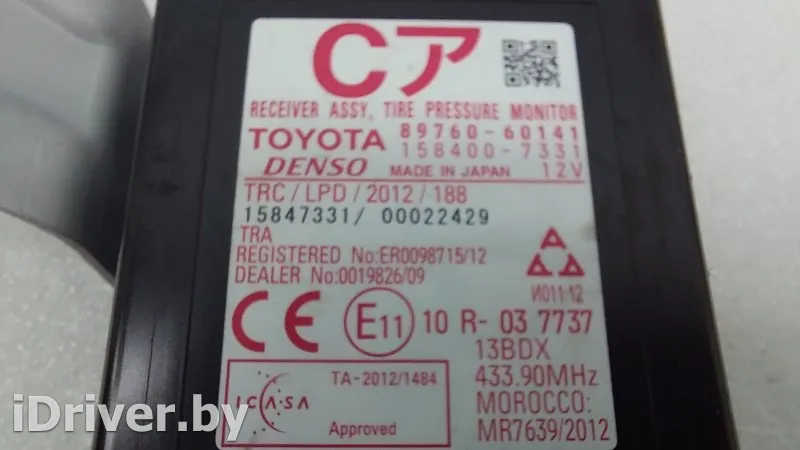 Cア
RECEIVER ASSY, TIRE PRESSURE MONITOR
TOYOTA 89760-60141
158400-7331
DENSO MADE IN JAPAN 12V
TRC/LPD/2012/188
15847331/ 00022429
TRA
REGISTERED No:ER0098715/12
DEALER No:0019826/09
И011 12
CE E11 10 R- 03 7737
13BDX
433.90MHz
MOROCCO:
MR7639/2012
ICASA TA-2012/1484
Approved
iDriver.by